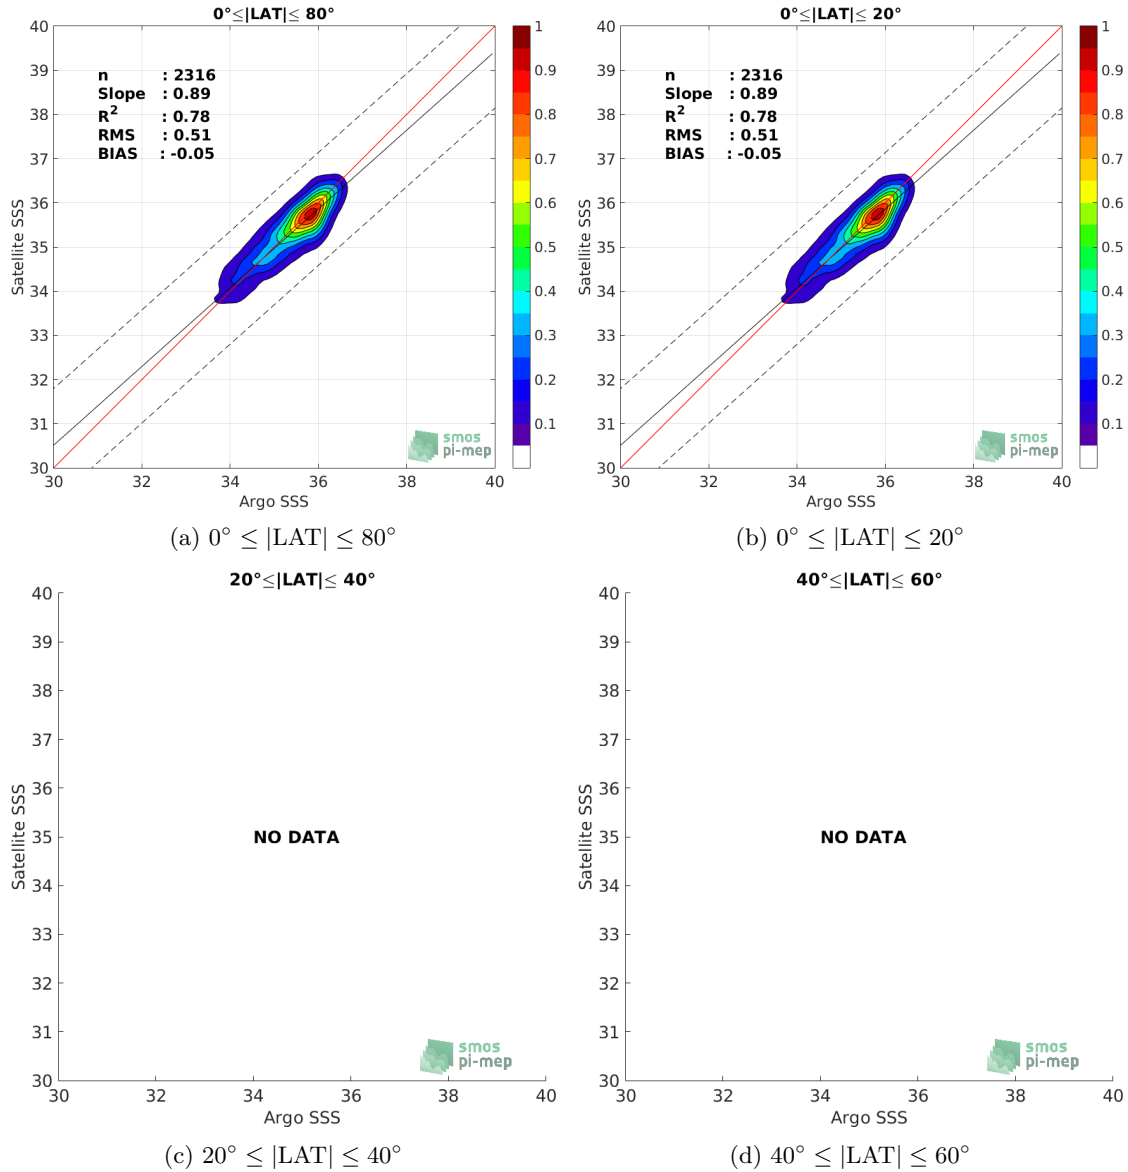 0°≤|LAT|≤ 80°
40
39
38
37
36
35
34
33
32
31
30
Satellite SSS
n : 2316
Slope : 0.89
R² : 0.78
RMS : 0.51
BIAS : -0.05
smos
pi-mep
30 32 34 36 38 40
Argo SSS
1
0.9
0.8
0.7
0.6
0.5
0.4
0.3
0.2
0.1
(a) 0° ≤ |LAT| ≤ 80°
0°≤|LAT|≤ 20°
40
39
38
37
36
35
34
33
32
31
30
Satellite SSS
n : 2316
Slope : 0.89
R² : 0.78
RMS : 0.51
BIAS : -0.05
smos
pi-mep
30 32 34 36 38 40
Argo SSS
1
0.9
0.8
0.7
0.6
0.5
0.4
0.3
0.2
0.1
(b) 0° ≤ |LAT| ≤ 20°
20°≤|LAT|≤ 40°
40
39
38
37
36
35
34
33
32
31
30
Satellite SSS
NO DATA
smos
pi-mep
30 32 34 36 38 40
Argo SSS
(c) 20° ≤ |LAT| ≤ 40°
40°≤|LAT|≤ 60°
40
39
38
37
36
35
34
33
32
31
30
Satellite SSS
NO DATA
smos
pi-mep
30 32 34 36 38 40
Argo SSS
(d) 40° ≤ |LAT| ≤ 60°